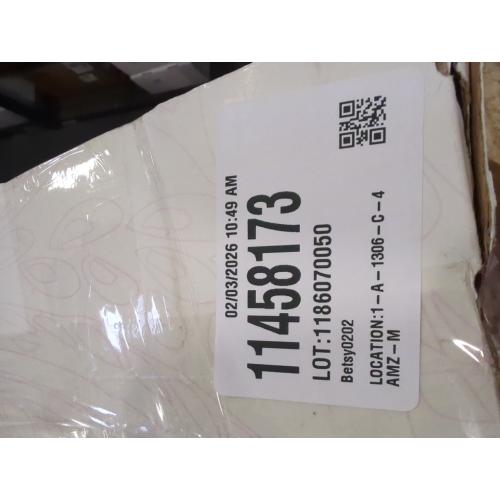 02/03/2026 10:49 AM
11458173
LOT:1186070050
Betsy0202
LOCATION:1-A-1306-C-4
AMZ-M